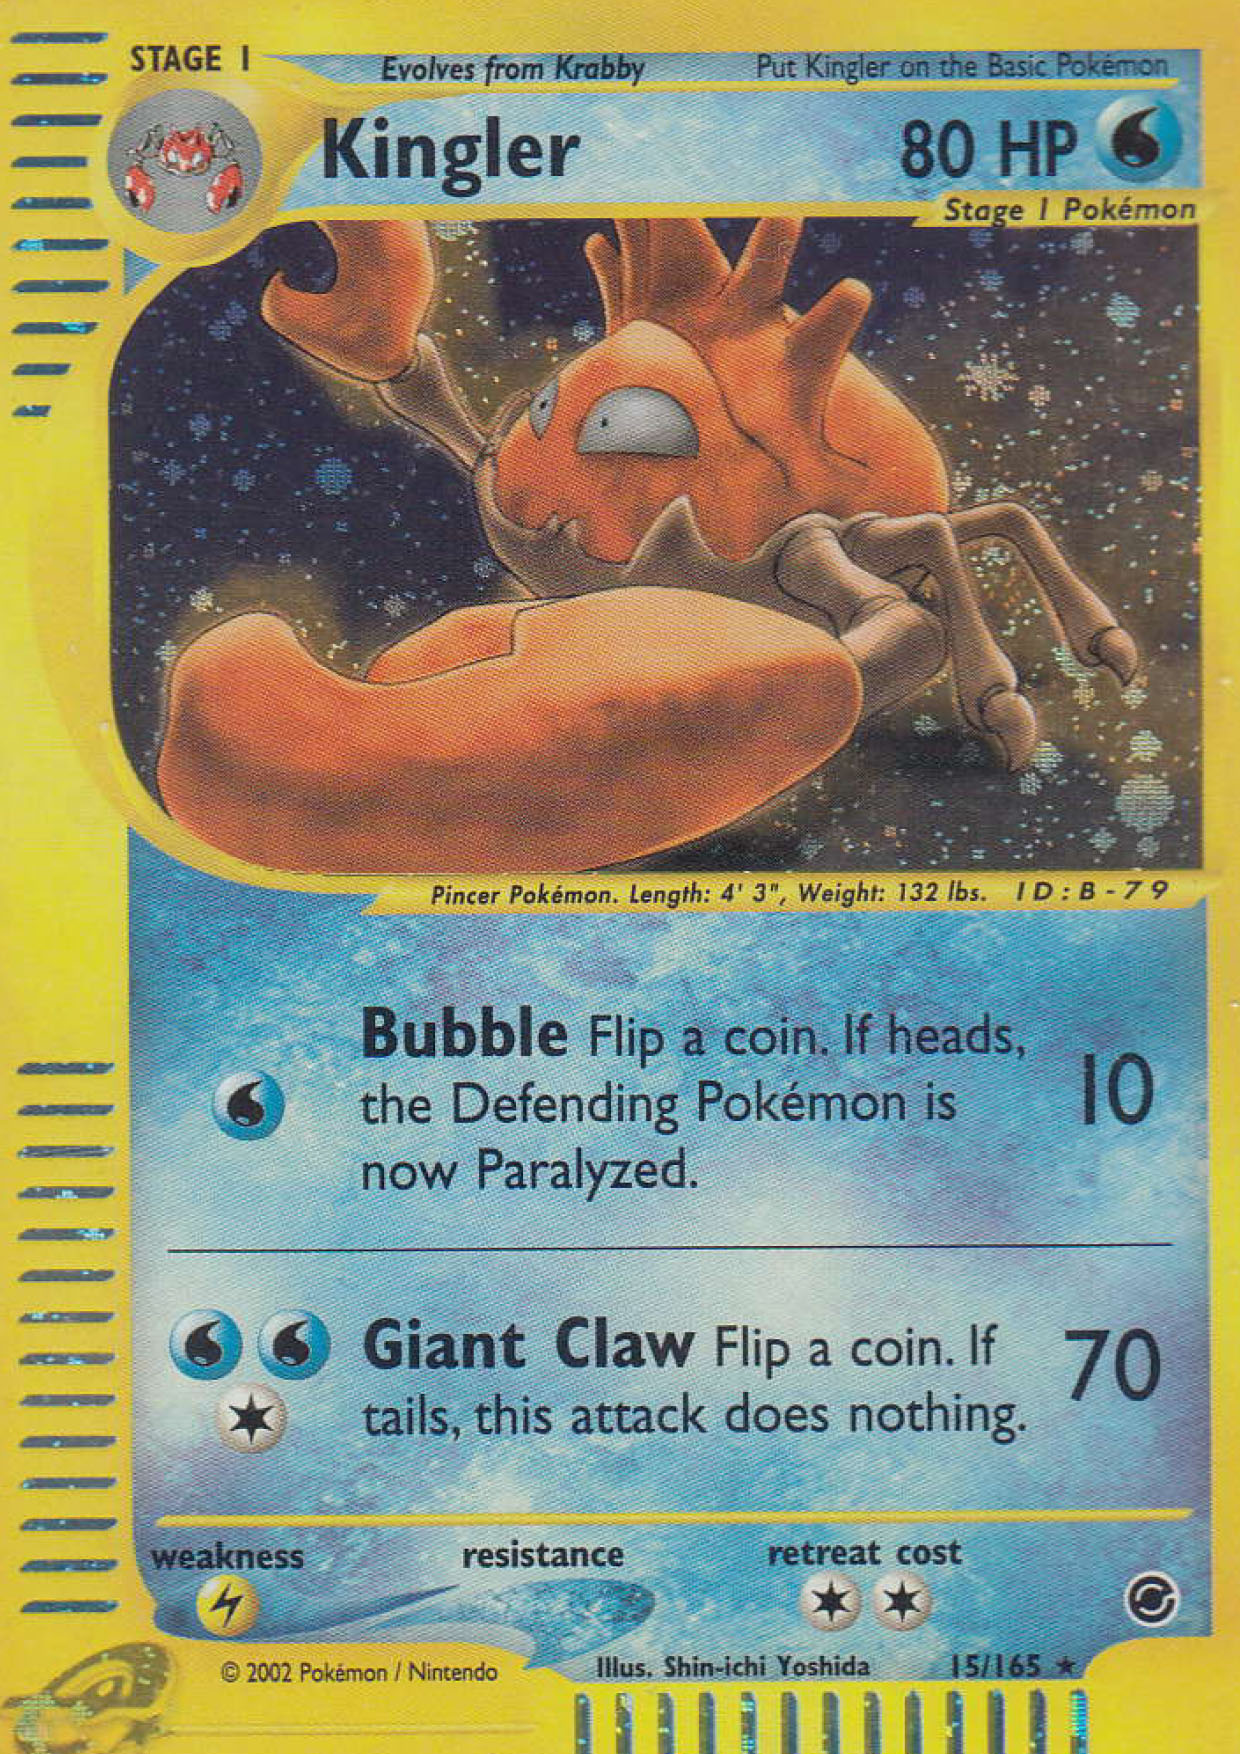 STAGE 1
Evolves from Krabby
Put Kingler on the Basic Pokémon
Kingler
80 HP
Stage 1 Pokémon
Pincer Pokémon. Length: 4' 3", Weight: 132 lbs. ID:B-79
Bubble Flip a coin. If heads,
the Defending Pokémon is
now Paralyzed.
10
Giant Claw Flip a coin. If
tails, this attack does nothing.
70
weakness
resistance
retreat cost
© 2002 Pokémon / Nintendo
Illus. Shin-ichi Yoshida
15/165 ★